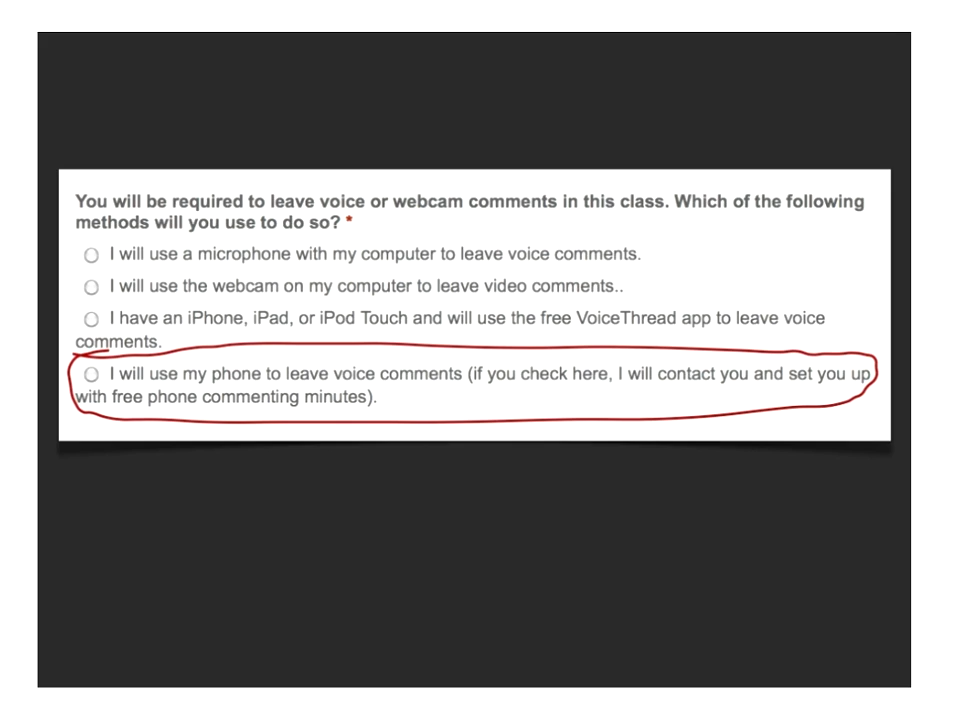 You will be required to leave voice or webcam comments in this class. Which of the following
methods will you use to do so? *
I will use a microphone with my computer to leave voice comments.
I will use the webcam on my computer to leave video comments..
I have an iPhone, iPad, or iPod Touch and will use the free VoiceThread app to leave voice
comments.
I will use my phone to leave voice comments (if you check here, I will contact you and set you up
with free phone commenting minutes).